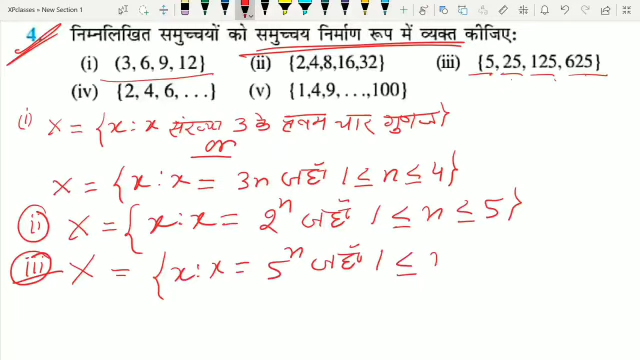 XPclasses » New Section 1
4. निम्नलिखित समुच्चयों को समुच्चय निर्माण रूप में व्यक्त कीजिए:
(i) (3, 6, 9, 12} (ii) {2,4,8,16,32} (iii) {5, 25, 125, 625}
(iv) {2, 4, 6, . . .} (v) {1,4,9, . . .,100}
(i) X = {x : x संख्या 3 के प्रथम चार गुणज}
or
X = {x : x = 3n जहाँ 1 ≤ n ≤ 4}
(ii) X = {x : x = 2^n जहाँ 1 ≤ n ≤ 5}
(iii) X = {x : x = 5^n जहाँ 1 ≤